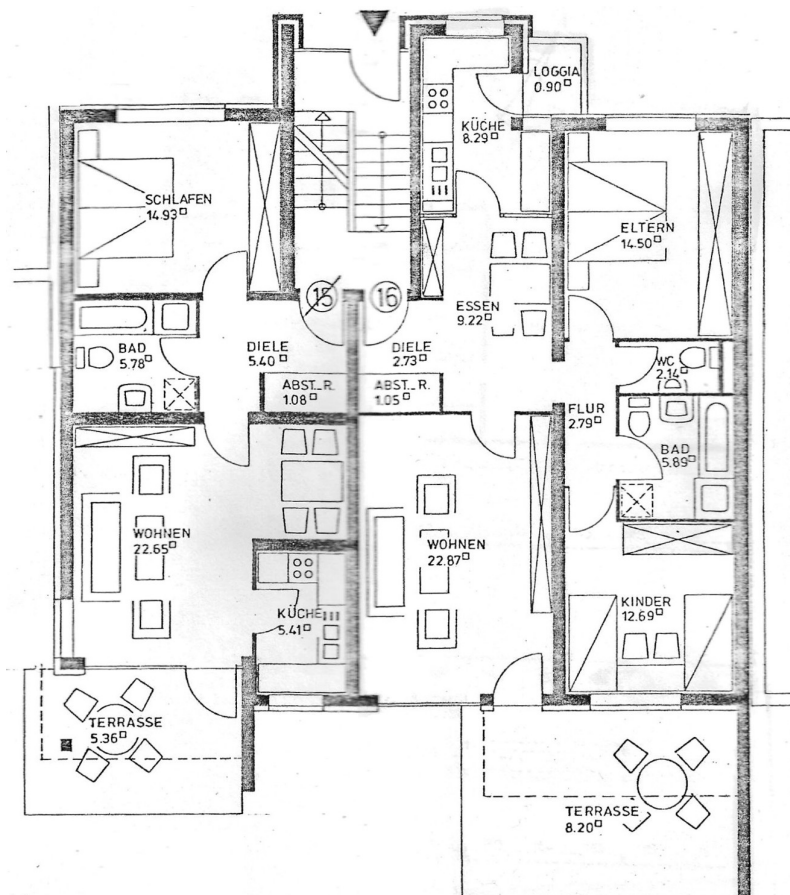 LOGGIA
0.90
KÜCHE
8.29
SCHLAFEN
14.93
ELTERN
14.50
15
16
ESSEN
9.22
BAD
5.78
DIELE
5.40
DIELE
2.73
WC
2.14
ABST.R.
1.08
ABST.R.
1.05
FLUR
2.79
BAD
5.89
WOHNEN
22.65
WOHNEN
22.87
KÜCHE
5.41
KINDER
12.69
TERRASSE
5.36
TERRASSE
8.20